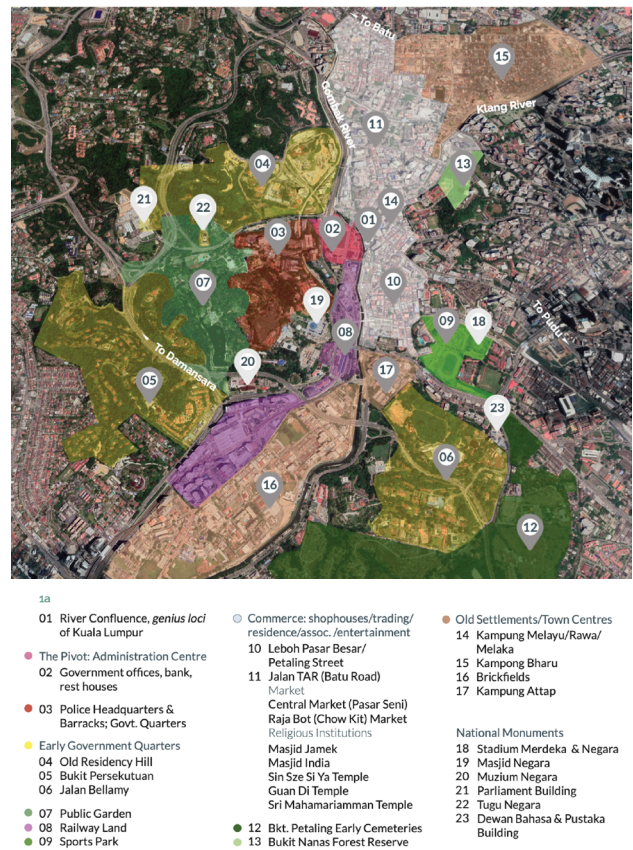 To Batu
15
Gombak River
Klang River
11
04
13
21
22
14
01
03
02
07
10
19
08
09
18
To Pudu
To Damansara
20
17
05
23
06
16
12
1a
01 River Confluence, genius loci
of Kuala Lumpur
The Pivot: Administration Centre
02 Government offices, bank,
rest houses
03 Police Headquarters &
Barracks; Govt. Quarters
Early Government Quarters
04 Old Residency Hill
05 Bukit Persekutuan
06 Jalan Bellamy
07 Public Garden
08 Railway Land
09 Sports Park
Commerce: shophouses/trading/
residence/assoc. /entertainment
10 Leboh Pasar Besar/
Petaling Street
11 Jalan TAR (Batu Road)
Market
Central Market (Pasar Seni)
Raja Bot (Chow Kit) Market
Religious Institutions
Masjid Jamek
Masjid India
Sin Sze Si Ya Temple
Guan Di Temple
Sri Mahamariamman Temple
12 Bkt. Petaling Early Cemeteries
13 Bukit Nanas Forest Reserve
Old Settlements/Town Centres
14 Kampung Melayu/Rawa/
Melaka
15 Kampong Bharu
16 Brickfields
17 Kampung Attap
National Monuments
18 Stadium Merdeka & Negara
19 Masjid Negara
20 Muzium Negara
21 Parliament Building
22 Tugu Negara
23 Dewan Bahasa & Pustaka
Building